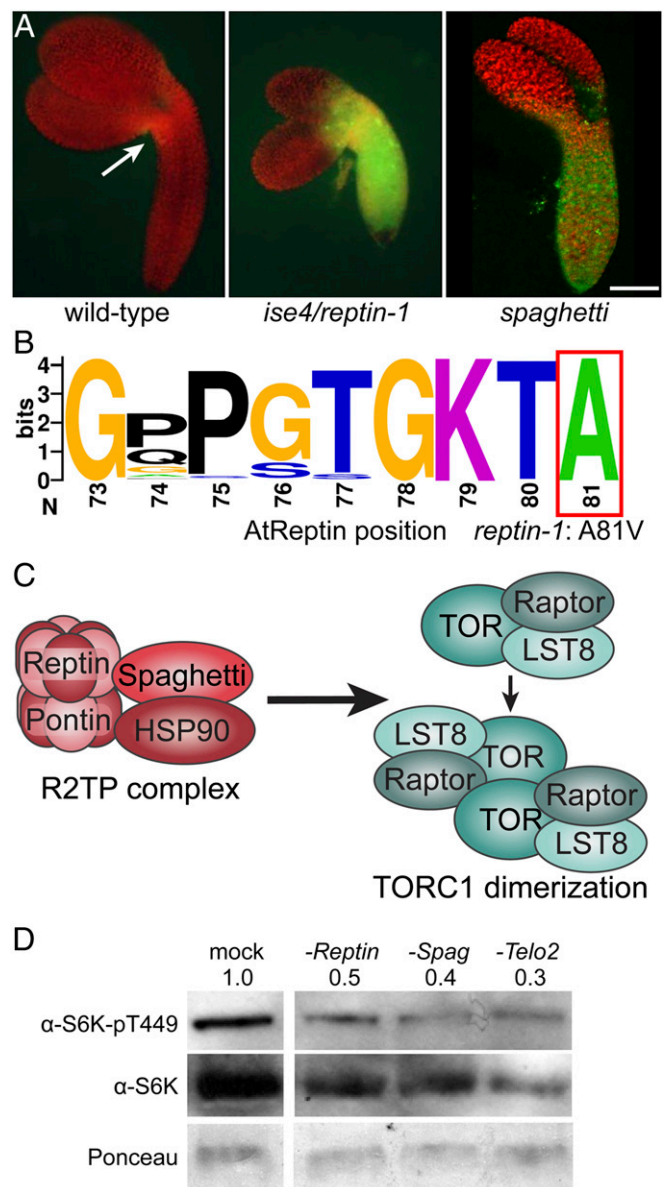 A
wild-type
ise4/reptin-1
spaghetti
B
bits
4
3
2
1
0
G P P G T G K T A
Q S
G
N 73 74 75 76 77 78 79 80 81
AtReptin position reptin-1: A81V
C
Reptin
Spaghetti
Pontin
HSP90
R2TP complex
TOR
Raptor
LST8
LST8
TOR
Raptor
TOR
Raptor
LST8
TORC1 dimerization
D
mock -Reptin -Spag -Telo2
1.0 0.5 0.4 0.3
α-S6K-pT449
α-S6K
Ponceau